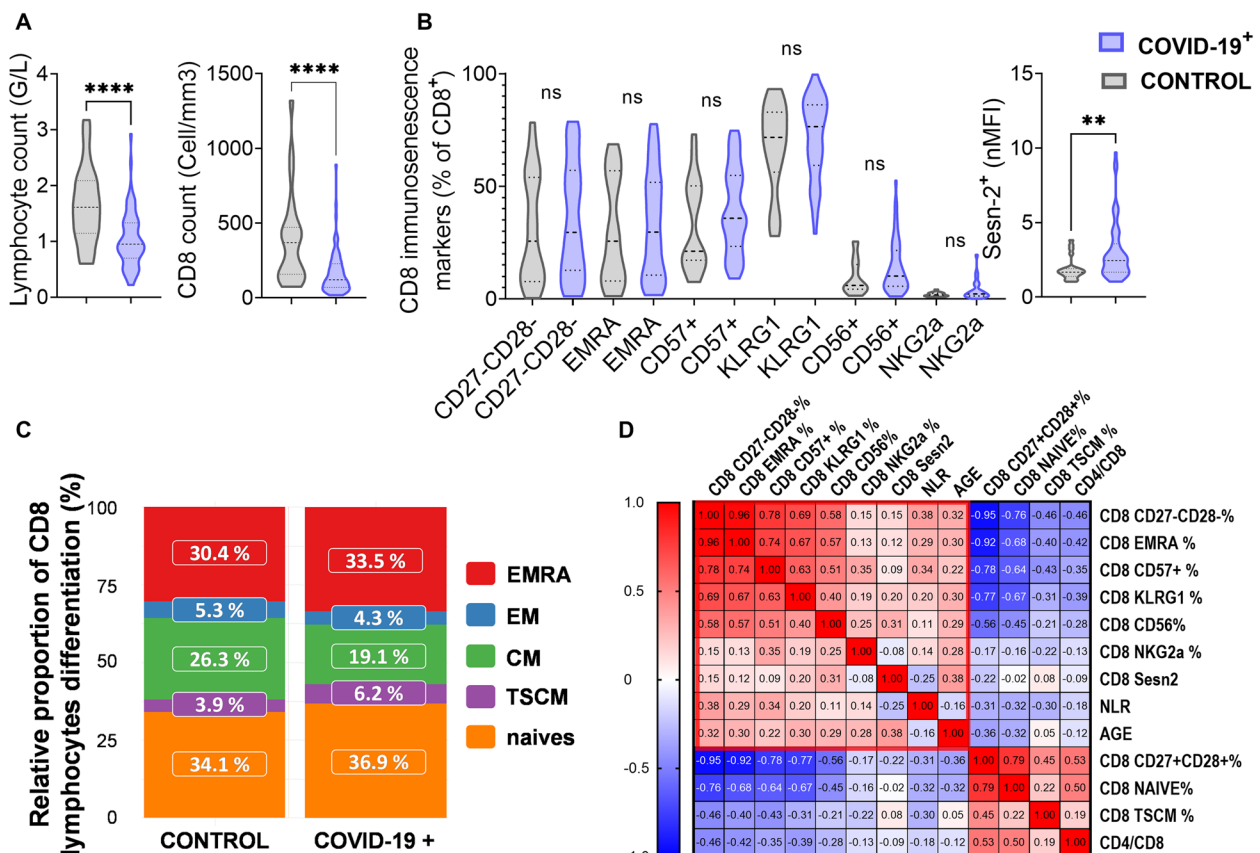 A
B
COVID-19+
CONTROL
****
Lymphocyte count (G/L)
4
3
2
1
0
****
CD8 count (Cell/mm3)
1500
1000
500
0
CD8 immunosenescence
markers (% of CD8+)
100
50
0
ns
ns
ns
ns
ns
ns
CD27-CD28-
CD27-CD28-
EMRA
EMRA
CD57+
CD57+
KLRG1
KLRG1
CD56+
CD56+
NKG2a
NKG2a
Sesn-2+ (nMFI)
15
10
5
0
**
C
Relative proportion of CD8
lymphocytes differentiation (%)
100
75
50
25
0
30.4 %
5.3 %
26.3 %
3.9 %
34.1 %
33.5 %
4.3 %
19.1 %
6.2 %
36.9 %
CONTROL
COVID-19 +
EMRA
EM
CM
TSCM
naives
D
CD8 CD27-CD28-%
CD8 EMRA %
CD8 CD57+ %
CD8 KLRG1 %
CD8 CD56%
CD8 NKG2a %
CD8 Sesn2
NLR
AGE
CD8 CD27+CD28+%
CD8 NAIVE%
CD8 TSCM %
CD4/CD8
1.0
0.5
0
-0.5
-1.0
1.00 0.96 0.78 0.69 0.58 0.15 0.15 0.38 0.32 -0.95 -0.76 -0.46 -0.46 CD8 CD27-CD28-%
0.96 1.00 0.74 0.67 0.57 0.13 0.12 0.29 0.30 -0.92 -0.68 -0.40 -0.42 CD8 EMRA %
0.78 0.74 1.00 0.63 0.51 0.35 0.09 0.34 0.22 -0.78 -0.64 -0.43 -0.35 CD8 CD57+ %
0.69 0.67 0.63 1.00 0.40 0.19 0.20 0.20 0.30 -0.77 -0.67 -0.31 -0.39 CD8 KLRG1 %
0.58 0.57 0.51 0.40 1.00 0.25 0.31 0.11 0.29 -0.56 -0.45 -0.21 -0.28 CD8 CD56%
0.15 0.13 0.35 0.19 0.25 1.00 -0.08 0.14 0.28 -0.17 -0.16 -0.22 -0.13 CD8 NKG2a %
0.15 0.12 0.09 0.20 0.31 -0.08 1.00 -0.25 0.38 -0.22 -0.02 0.08 -0.09 CD8 Sesn2
0.38 0.29 0.34 0.20 0.11 0.14 -0.25 1.00 -0.16 -0.31 -0.32 -0.30 -0.18 NLR
0.32 0.30 0.22 0.30 0.29 0.28 0.38 -0.16 1.00 -0.36 -0.32 0.05 -0.12 AGE
-0.95 -0.92 -0.78 -0.77 -0.56 -0.17 -0.22 -0.31 -0.36 1.00 0.79 0.45 0.53 CD8 CD27+CD28+%
-0.76 -0.68 -0.64 -0.67 -0.45 -0.16 -0.02 -0.32 -0.32 0.79 1.00 0.22 0.50 CD8 NAIVE%
-0.46 -0.40 -0.43 -0.31 -0.21 -0.22 0.08 -0.30 0.05 0.45 0.22 1.00 0.19 CD8 TSCM %
-0.46 -0.42 -0.35 -0.39 -0.28 -0.13 -0.09 -0.18 -0.12 0.53 0.50 0.19 1.00 CD4/CD8